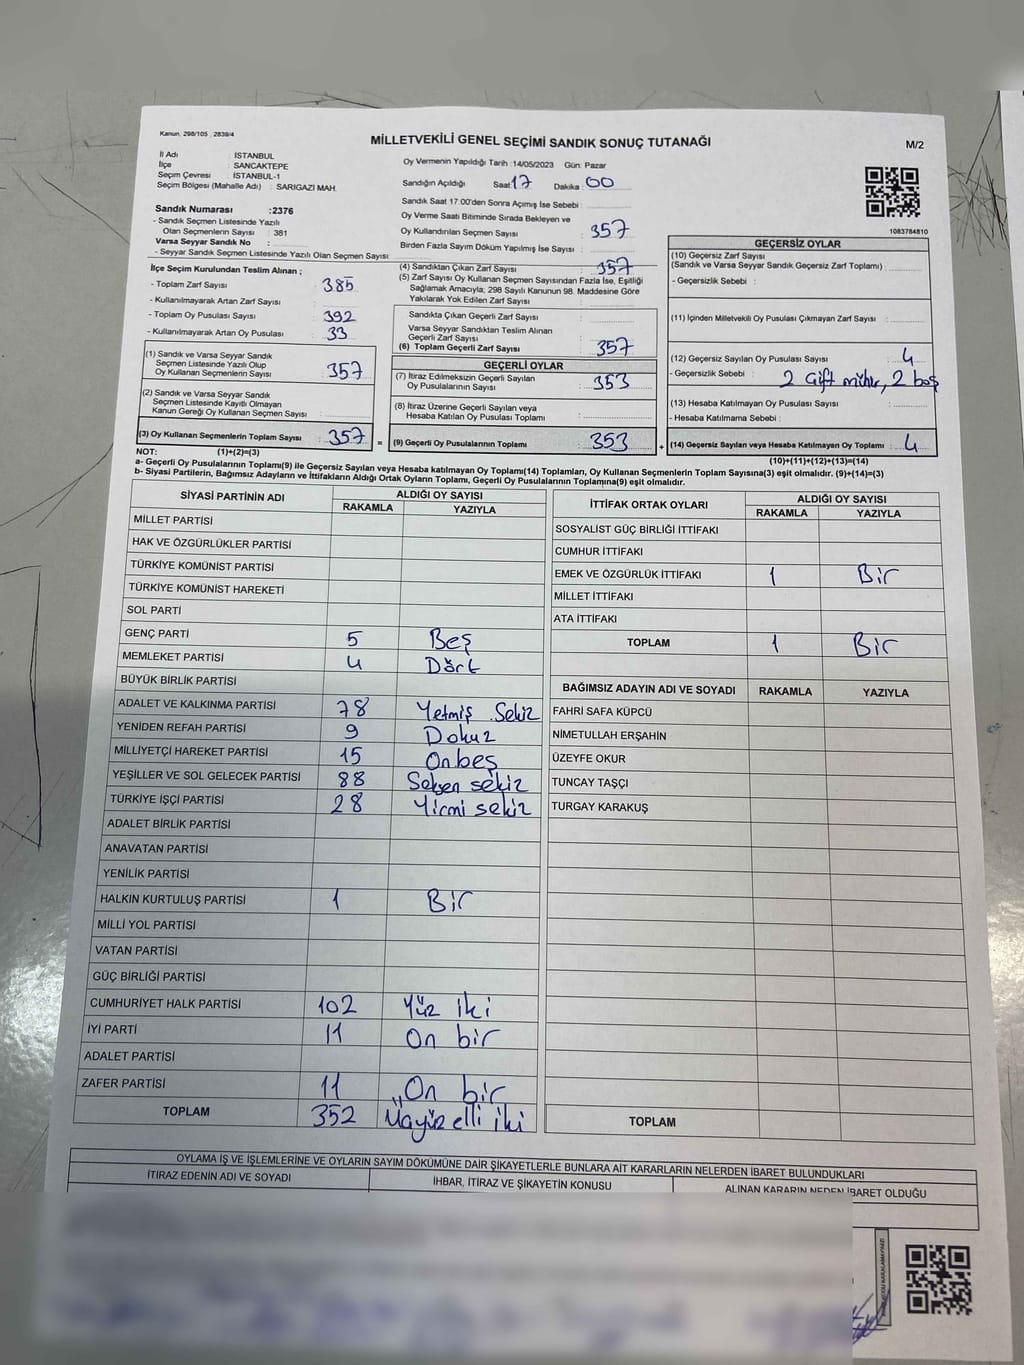 Kanun, 298/105 , 2839/4
MİLLETVEKİLİ GENEL SEÇİMİ SANDIK SONUÇ TUTANAĞI
M/2
İl Adı : İSTANBUL
İlçe : SANCAKTEPE
Seçim Çevresi : İSTANBUL-1
Seçim Bölgesi (Mahalle Adı) : SARIGAZİ MAH.
Sandık Numarası :2376
- Sandık Seçmen Listesinde Yazılı
Olan Seçmenlerin Sayısı : 381
Varsa Seyyar Sandık No :
- Seyyar Sandık Seçmen Listesinde Yazılı Olan Seçmen Sayısı :
İlçe Seçim Kurulundan Teslim Alınan ;
- Toplam Zarf Sayısı : 385
- Kullanılmayarak Artan Zarf Sayısı :
- Toplam Oy Pusulası Sayısı : 392
- Kullanılmayarak Artan Oy Pusulası : 33
(1) Sandık ve Varsa Seyyar Sandık
Seçmen Listesinde Yazılı Olup
Oy Kullanan Seçmenlerin Sayısı : 357
(2) Sandık ve Varsa Seyyar Sandık
Seçmen Listesinde Kayıtlı Olmayan
Kanun Gereği Oy Kullanan Seçmen Sayısı :
(3) Oy Kullanan Seçmenlerin Toplam Sayısı : 357 =
Oy Vermenin Yapıldığı Tarih :14/05/2023 Gün: Pazar
Sandığın Açıldığı Saat: 17 Dakika: 00
Sandık Saat 17.00'den Sonra Açımış İse Sebebi :
Oy Verme Saati Bitiminde Sırada Bekleyen ve
Oy Kullandırılan Seçmen Sayısı : 357
Birden Fazla Sayım Döküm Yapılmış İse Sayısı :
(4) Sandıktan Çıkan Zarf Sayısı : 357
(5) Zarf Sayısı Oy Kullanan Seçmen Sayısından Fazla İse, Eşitliği
Sağlamak Amacıyla; 298 Sayılı Kanunun 98. Maddesine Göre
Yakılarak Yok Edilen Zarf Sayısı :
Sandıkta Çıkan Geçerli Zarf Sayısı :
Varsa Seyyar Sandıktan Teslim Alınan
Geçerli Zarf Sayısı :
(6) Toplam Geçerli Zarf Sayısı : 357
GEÇERLİ OYLAR
(7) İtiraz Edilmeksizin Geçerli Sayılan
Oy Pusulalarının Sayısı : 353
(8) İtiraz Üzerine Geçerli Sayılan veya
Hesaba Katılan Oy Pusulası Toplamı :
(9) Geçerli Oy Pusulalarının Toplamı : 353 +
1083784810
GEÇERSİZ OYLAR
(10) Geçersiz Zarf Sayısı
(Sandık ve Varsa Seyyar Sandık Geçersiz Zarf Toplamı) :
- Geçersizlik Sebebi :
(11) İçinden Milletvekili Oy Pusulası Çıkmayan Zarf Sayısı :
(12) Geçersiz Sayılan Oy Pusulası Sayısı : 4
- Geçersizlik Sebebi : 2 Çift mühür, 2 boş
(13) Hesaba Katılmayan Oy Pusulası Sayısı :
- Hesaba Katılmama Sebebi :
(14) Geçersiz Sayılan veya Hesaba Katılmayan Oy Toplamı : 4
NOT: (1)+(2)=(3) (10)+(11)+(12)+(13)=(14)
a- Geçerli Oy Pusulalarının Toplamı(9) ile Geçersiz Sayılan veya Hesaba katılmayan Oy Toplamı(14) Toplamları, Oy Kullanan Seçmenlerin Toplam Sayısına(3) eşit olmalıdır. (9)+(14)=(3)
b- Siyasi Partilerin, Bağımsız Adayların ve İttifakların Aldığı Ortak Oyların Toplamı, Geçerli Oy Pusulalarının Toplamına(9) eşit olmalıdır.
SİYASİ PARTİNİN ADI ALDIĞI OY SAYISI
RAKAMLA YAZIYLA
MİLLET PARTİSİ
HAK VE ÖZGÜRLÜKLER PARTİSİ
TÜRKİYE KOMÜNİST PARTİSİ
TÜRKİYE KOMÜNİST HAREKETİ
SOL PARTİ
GENÇ PARTİ 5 Beş
MEMLEKET PARTİSİ 4 Dört
BÜYÜK BİRLİK PARTİSİ
ADALET VE KALKINMA PARTİSİ 78 Yetmiş Sekiz
YENİDEN REFAH PARTİSİ 9 Dokuz
MİLLİYETÇİ HAREKET PARTİSİ 15 Onbeş
YEŞİLLER VE SOL GELECEK PARTİSİ 88 Seksen sekiz
TÜRKİYE İŞÇİ PARTİSİ 28 Yirmi sekiz
ADALET BİRLİK PARTİSİ
ANAVATAN PARTİSİ
YENİLİK PARTİSİ
HALKIN KURTULUŞ PARTİSİ 1 Bir
MİLLİ YOL PARTİSİ
VATAN PARTİSİ
GÜÇ BİRLİĞİ PARTİSİ
CUMHURİYET HALK PARTİSİ 102 Yüz iki
İYİ PARTİ 11 On bir
ADALET PARTİSİ
ZAFER PARTİSİ 11 On bir
TOPLAM 352 Üçyüz elli iki
İTTİFAK ORTAK OYLARI ALDIĞI OY SAYISI
RAKAMLA YAZIYLA
SOSYALİST GÜÇ BİRLİĞİ İTTİFAKI
CUMHUR İTTİFAKI
EMEK VE ÖZGÜRLÜK İTTİFAKI 1 Bir
MİLLET İTTİFAKI
ATA İTTİFAKI
TOPLAM 1 Bir
BAĞIMSIZ ADAYIN ADI VE SOYADI RAKAMLA YAZIYLA
FAHRİ SAFA KÜPCÜ
NİMETULLAH ERŞAHİN
ÜZEYFE OKUR
TUNCAY TAŞÇI
TURGAY KARAKUŞ
TOPLAM
OYLAMA İŞ VE İŞLEMLERİNE VE OYLARIN SAYIM DÖKÜMÜNE DAİR ŞİKAYETLERLE BUNLARA AİT KARARLARIN NELERDEN İBARET BULUNDUKLARI
İTİRAZ EDENİN ADI VE SOYADI İHBAR, İTİRAZ VE ŞİKAYETİN KONUSU ALINAN KARARIN NEDEN İBARET OLDUĞU